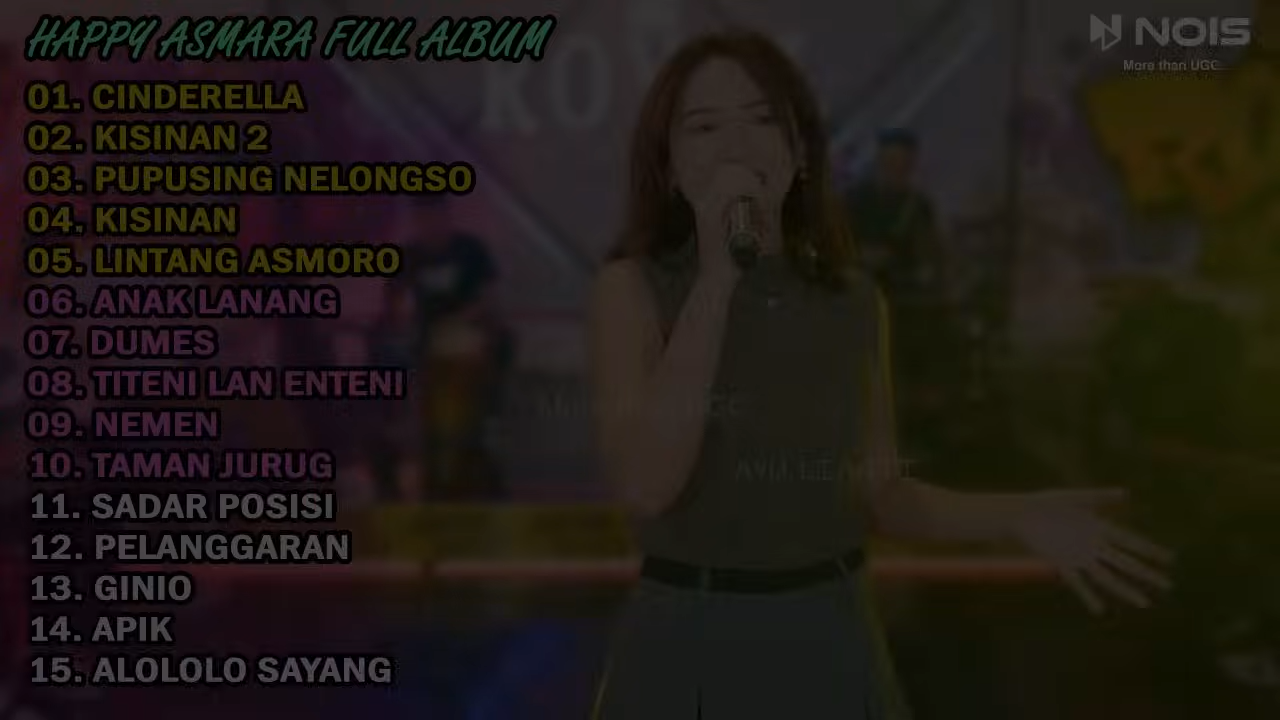 HAPPY ASMARA FULL ALBUM
NOIS
More than UGC
01. CINDERELLA
02. KISINAN 2
03. PUPUSING NELONGSO
04. KISINAN
05. LINTANG ASMORO
06. ANAK LANANG
07. DUMES
08. TITENI LAN ENTENI
09. NEMEN
10. TAMAN JURUG
11. SADAR POSISI
12. PELANGGARAN
13. GINIO
14. APIK
15. ALOLOLO SAYANG